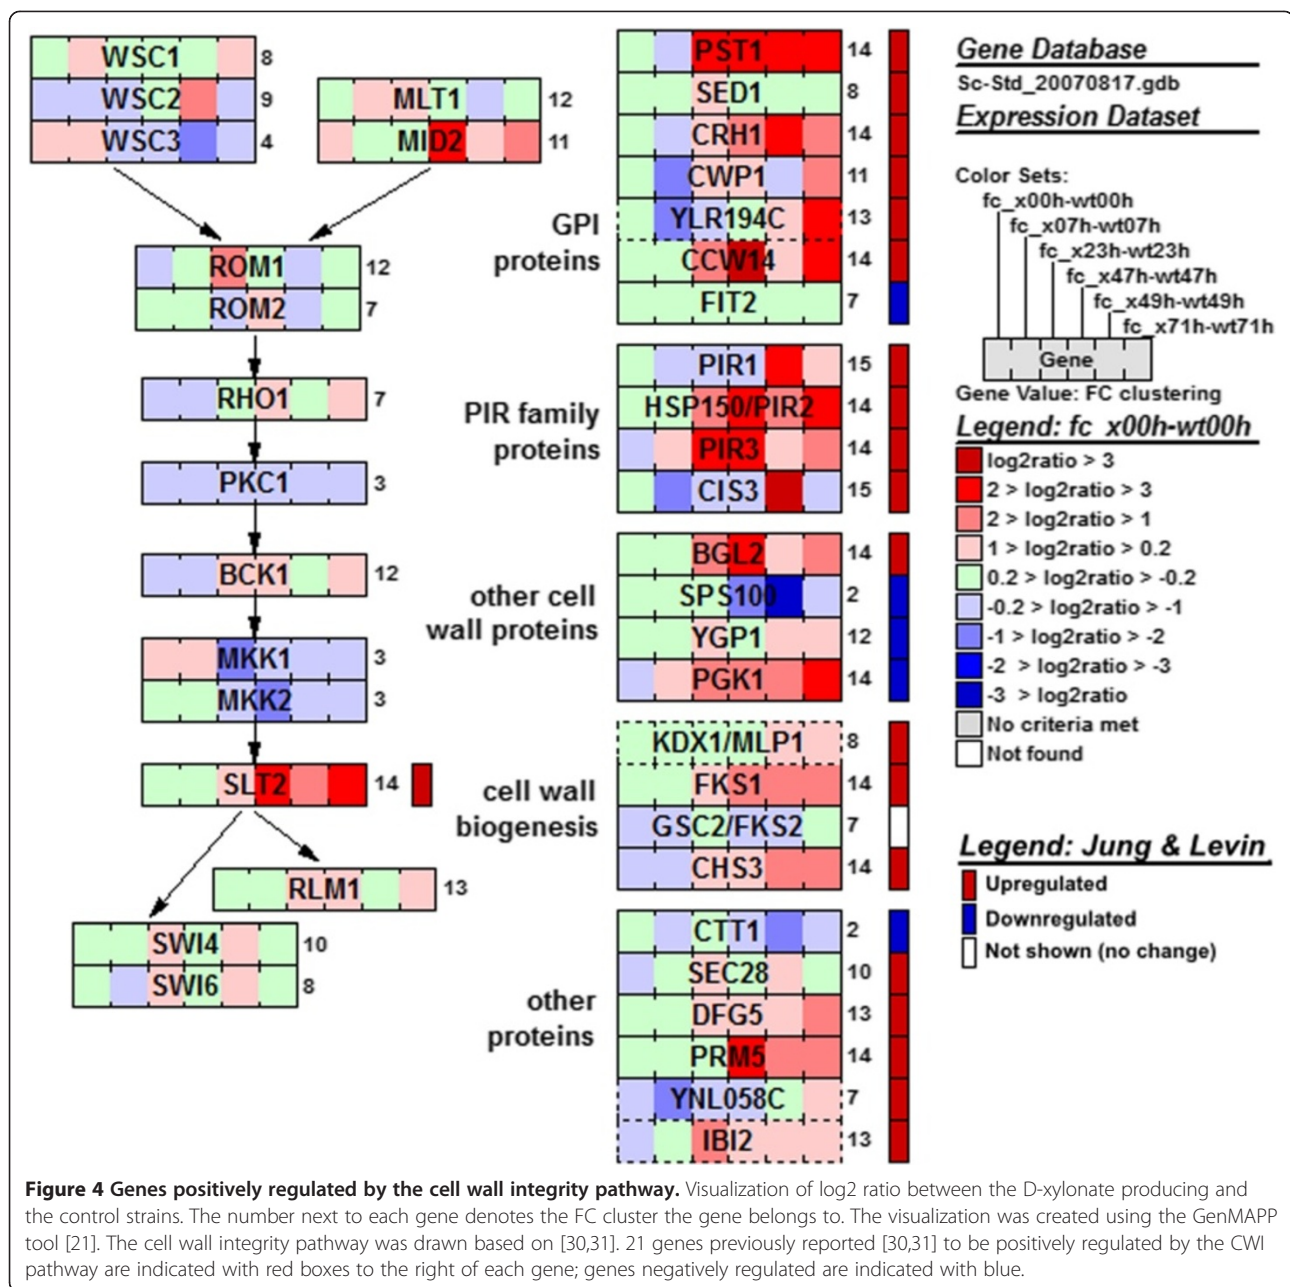 WSC1 8
WSC2 9
WSC3 4
MLT1 12
MID2 11
ROM1 12
ROM2 7
RHO1 7
PKC1 3
BCK1 12
MKK1 3
MKK2 3
SLT2 14
RLM1 13
SWI4 10
SWI6 8
GPI
proteins
PST1 14
SED1 8
CRH1 14
CWP1 11
YLR194C 13
CCW14 14
FIT2 7
PIR family
proteins
PIR1 15
HSP150/PIR2 14
PIR3 14
CIS3 15
other cell
wall proteins
BGL2 14
SPS100 2
YGP1 12
PGK1 14
cell wall
biogenesis
KDX1/MLP1 8
FKS1 14
GSC2/FKS2 7
CHS3 14
other
proteins
CTT1 2
SEC28 10
DFG5 13
PRM5 14
YNL058C 7
IBI2 13
Gene Database
Sc-Std_20070817.gdb
Expression Dataset
Color Sets:
fc_x00h-wt00h
fc_x07h-wt07h
fc_x23h-wt23h
fc_x47h-wt47h
fc_x49h-wt49h
fc_x71h-wt71h
Gene
Gene Value: FC clustering
Legend: fc_x00h-wt00h
log2ratio > 3
2 > log2ratio > 3
2 > log2ratio > 1
1 > log2ratio > 0.2
0.2 > log2ratio > -0.2
-0.2 > log2ratio > -1
-1 > log2ratio > -2
-2 > log2ratio > -3
-3 > log2ratio
No criteria met
Not found
Legend: Jung & Levin
Upregulated
Downregulated
Not shown (no change)
Figure 4 Genes positively regulated by the cell wall integrity pathway. Visualization of log2 ratio between the D-xylonate producing and
the control strains. The number next to each gene denotes the FC cluster the gene belongs to. The visualization was created using the GenMAPP
tool [21]. The cell wall integrity pathway was drawn based on [30,31]. 21 genes previously reported [30,31] to be positively regulated by the CWI
pathway are indicated with red boxes to the right of each gene; genes negatively regulated are indicated with blue.